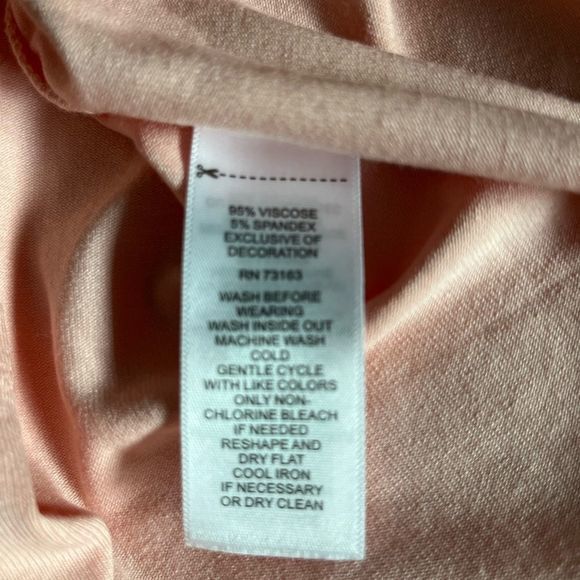 95% VISCOSE
5% SPANDEX
EXCLUSIVE OF
DECORATION
RN 73163
WASH BEFORE
WEARING
WASH INSIDE OUT
MACHINE WASH
COLD
GENTLE CYCLE
WITH LIKE COLORS
ONLY NON-
CHLORINE BLEACH
IF NEEDED
RESHAPE AND
DRY FLAT
COOL IRON
IF NECESSARY
OR DRY CLEAN